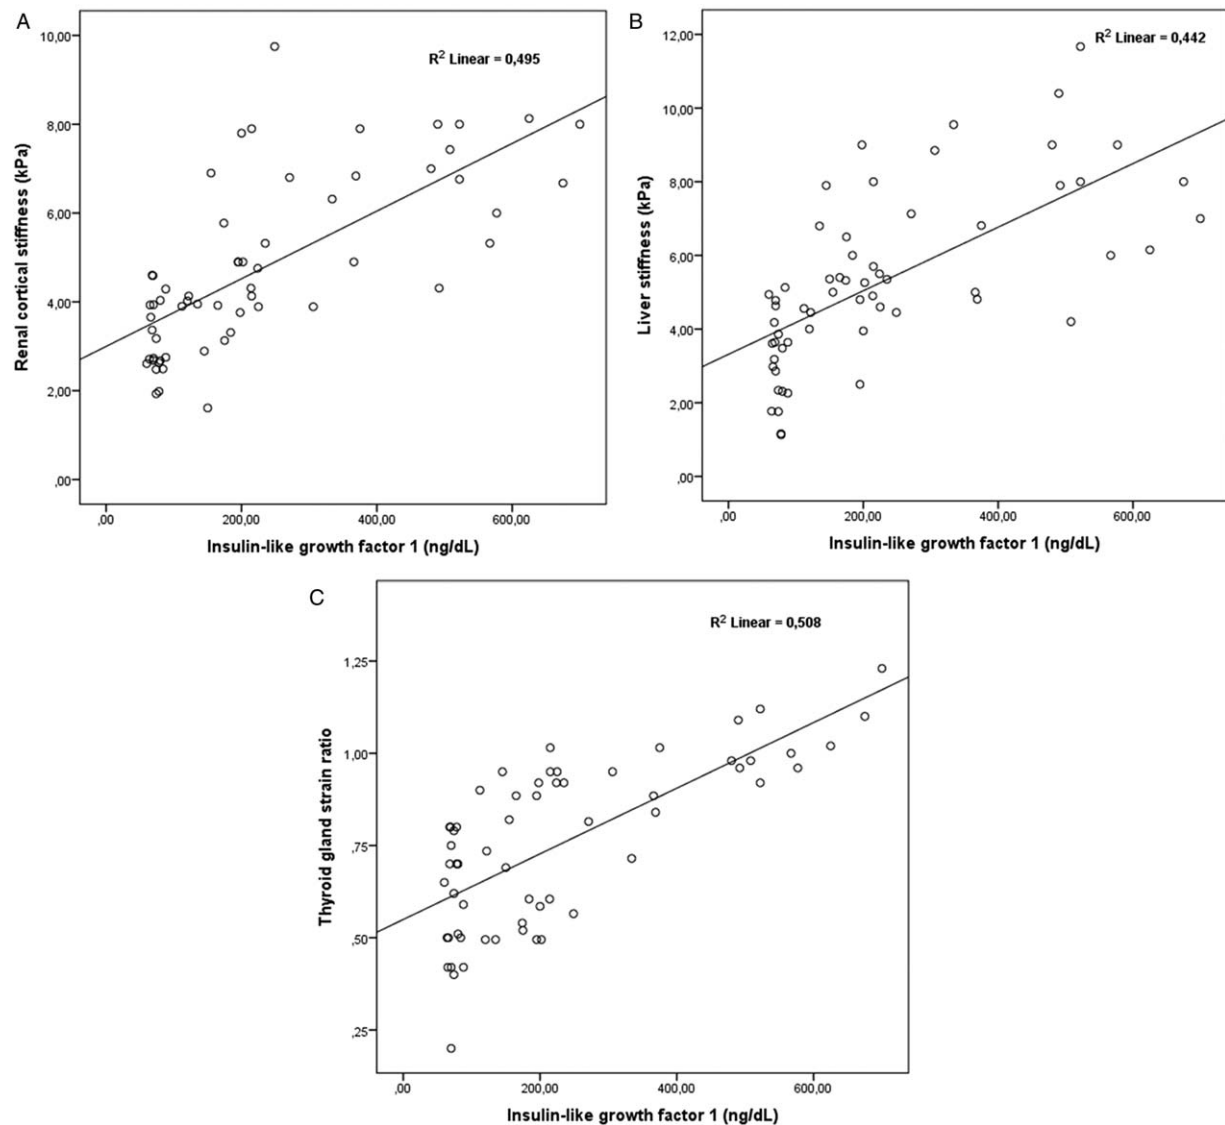 A
R2 Linear = 0,495
10,00
8,00
6,00
4,00
2,00
,00
Renal cortical stiffness (kPa)
,00 200,00 400,00 600,00
Insulin-like growth factor 1 (ng/dL)
B
R2 Linear = 0,442
12,00
10,00
8,00
6,00
4,00
2,00
,00
Liver stiffness (kPa)
,00 200,00 400,00 600,00
Insulin-like growth factor 1 (ng/dL)
C
R2 Linear = 0,508
1,25
1,00
,75
,50
,25
Thyroid gland strain ratio
,00 200,00 400,00 600,00
Insulin-like growth factor 1 (ng/dL)